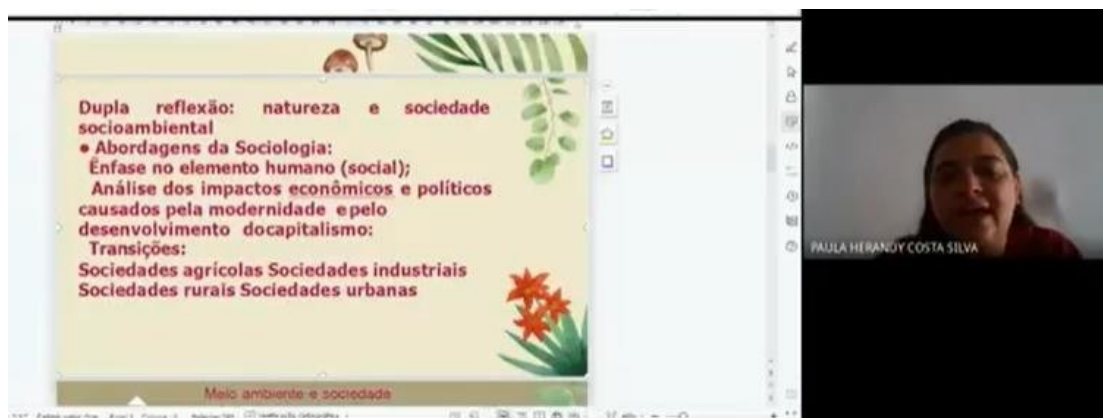 Dupla reflexão: natureza e sociedade
socioambiental
• Abordagens da Sociologia:
Ênfase no elemento humano (social);
Análise dos impactos econômicos e políticos
causados pela modernidade epelo
desenvolvimento docapitalismo:
Transições:
Sociedades agrícolas Sociedades industriais
Sociedades rurais Sociedades urbanas
Meio ambiente e sociedade
PAULA HERANDY COSTA SILVA